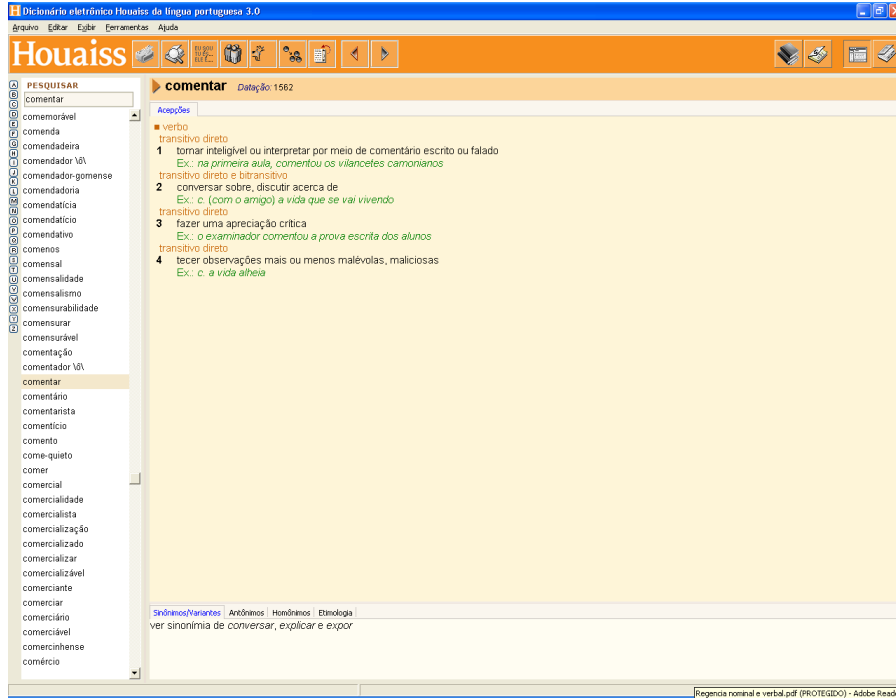 Dicionário eletrônico Houaiss da língua portuguesa 3.0
Arquivo Editar Exibir Ferramentas Ajuda
Houaiss
EU SOU
TU ÉS...
ELE É...
A
B
C
D
E
F
G
H
I
J
K
L
M
N
O
P
Q
R
S
T
U
V
W
X
Y
Z
PESQUISAR
comentar
comemorável
comenda
comendadeira
comendador \ô\
comendador-gomense
comendadoria
comendatícia
comendatício
comendativo
comenos
comensal
comensalidade
comensalismo
comensurabilidade
comensurar
comensurável
comentação
comentador \ô\
comentar
comentário
comentarista
comentício
comento
come-quieto
comer
comercial
comercialidade
comercialista
comercialização
comercializado
comercializar
comercializável
comerciante
comerciar
comerciário
comerciável
comercinhense
comércio
comentar Datação: 1562
Acepções
verbo
transitivo direto
1 tornar inteligível ou interpretar por meio de comentário escrito ou falado
Ex.: na primeira aula, comentou os vilancetes camonianos
transitivo direto e bitransitivo
2 conversar sobre, discutir acerca de
Ex.: c. (com o amigo) a vida que se vai vivendo
transitivo direto
3 fazer uma apreciação crítica
Ex.: o examinador comentou a prova escrita dos alunos
transitivo direto
4 tecer observações mais ou menos malévolas, maliciosas
Ex.: c. a vida alheia
Sinônimos/Variantes Antônimos Homônimos Etimologia
ver sinonímia de conversar, explicar e expor
Regencia nominal e verbal.pdf (PROTEGIDO) - Adobe Read